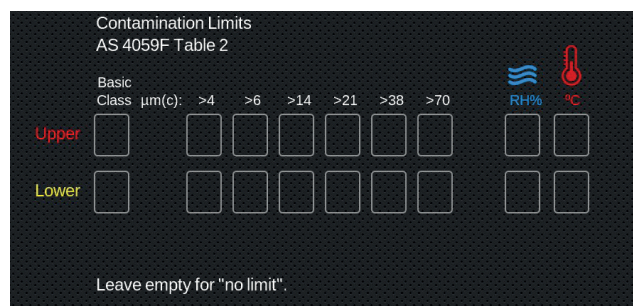 Contamination Limits
AS 4059F Table 2
Basic
Class µm(c): >4 >6 >14 >21 >38 >70 RH% ºC
Upper
Lower
Leave empty for "no limit".